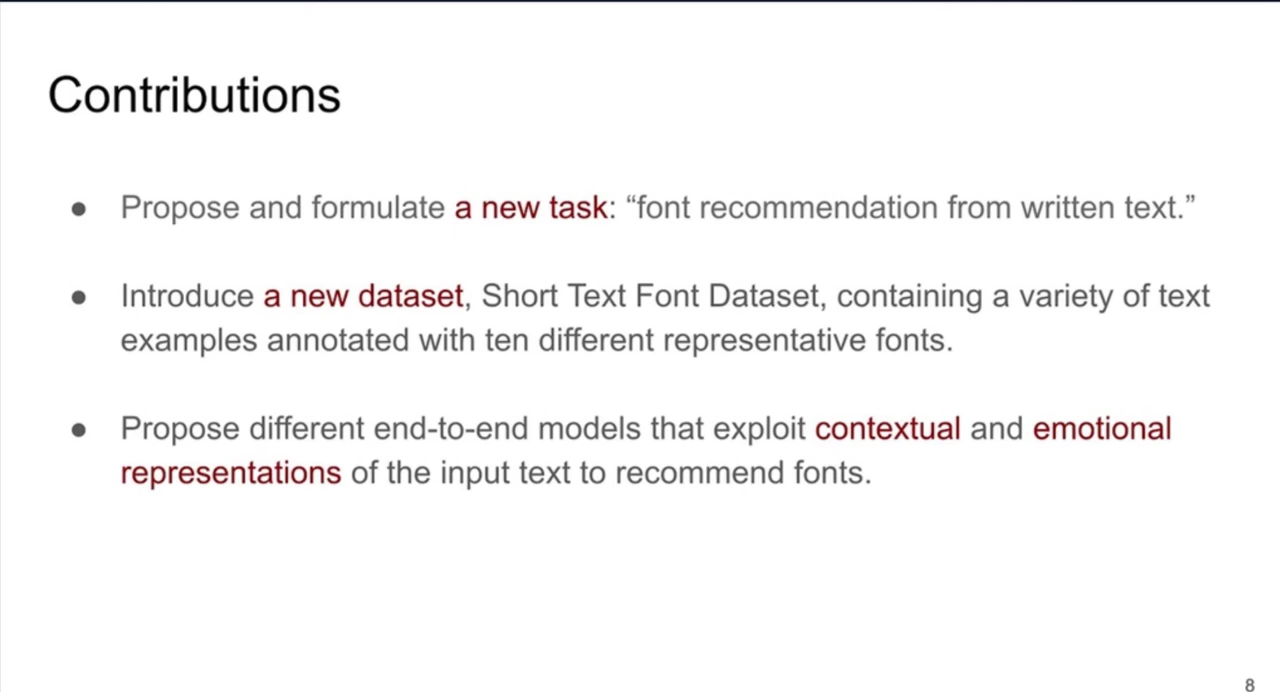 Contributions
● Propose and formulate a new task: “font recommendation from written text.”
● Introduce a new dataset, Short Text Font Dataset, containing a variety of text
examples annotated with ten different representative fonts.
● Propose different end-to-end models that exploit contextual and emotional
representations of the input text to recommend fonts.
8